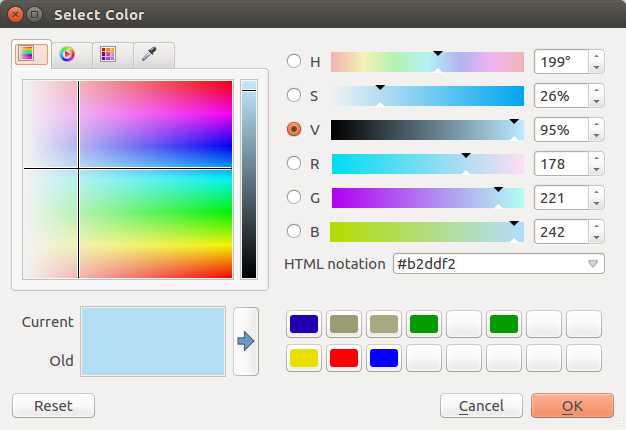 Select Color
H 199°
S 26%
V 95%
R 178
G 221
B 242
HTML notation #b2ddf2
Current
Old
Reset
Cancel
OK